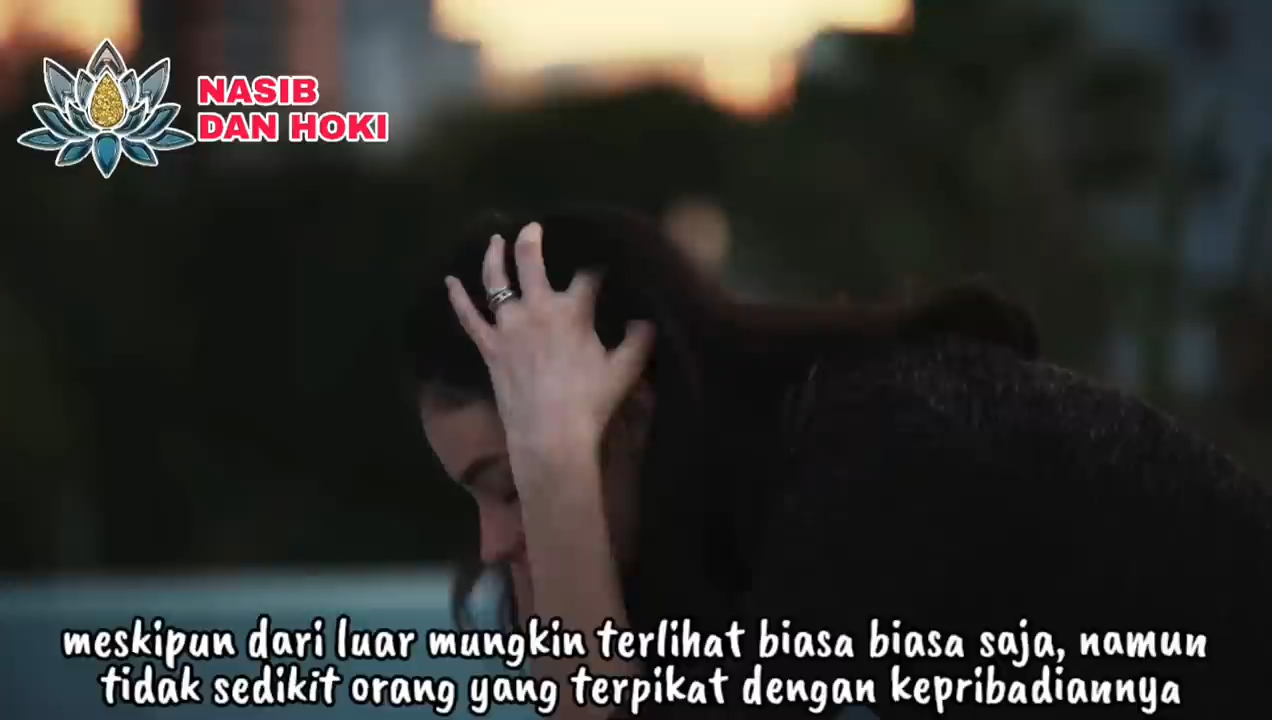 NASIB
DAN HOKI
meskipun dari luar mungkin terlihat biasa biasa saja, namun
tidak sedikit orang yang terpikat dengan kepribadiannya